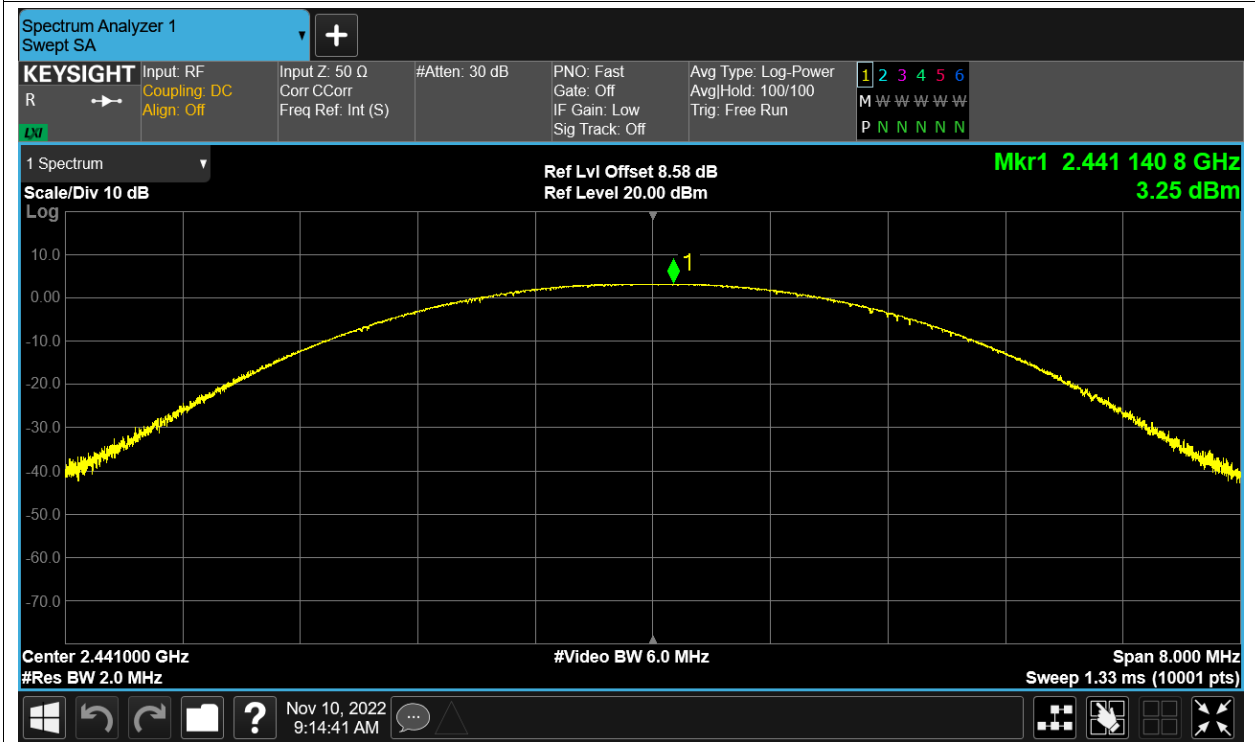 Spectrum Analyzer 1
Swept SA
+
KEYSIGHT
R
LXI
Input: RF
Coupling: DC
Align: Off
Input Z: 50 Ω
Corr CCorr
Freq Ref: Int (S)
#Atten: 30 dB
PNO: Fast
Gate: Off
IF Gain: Low
Sig Track: Off
Avg Type: Log-Power
Avg|Hold: 100/100
Trig: Free Run
1 2 3 4 5 6
M W W W W W
P N N N N N
1 Spectrum
Scale/Div 10 dB
Log
Ref Lvl Offset 8.58 dB
Ref Level 20.00 dBm
Mkr1 2.441 140 8 GHz
3.25 dBm
1
10.0
0.00
-10.0
-20.0
-30.0
-40.0
-50.0
-60.0
-70.0
Center 2.441000 GHz
#Res BW 2.0 MHz
#Video BW 6.0 MHz
Span 8.000 MHz
Sweep 1.33 ms (10001 pts)
?
Nov 10, 2022
9:14:41 AM